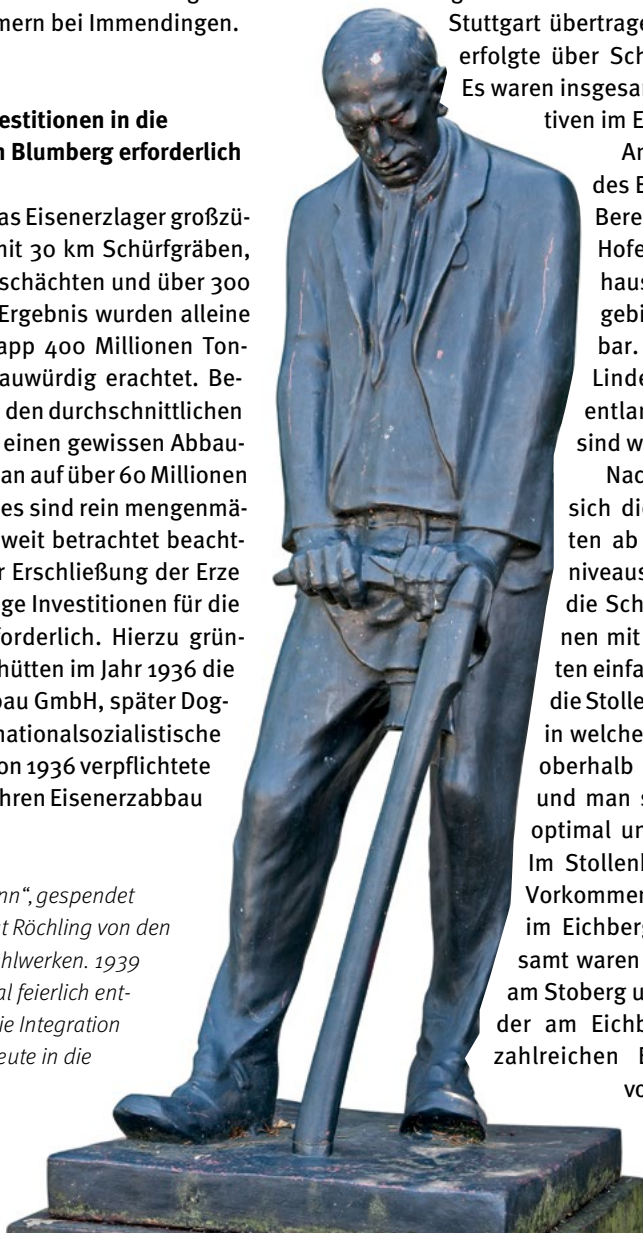 mern bei Immendingen.
estitionen in die
n Blumberg erforderlich
as Eisenerzlager großzü-
nit 30 km Schürfgräben,
schächten und über 300
Ergebnis wurden alleine
app 400 Millionen Ton-
auwürdig erachtet. Be-
den durchschnittlichen
einen gewissen Abbau-
an auf über 60 Millionen
es sind rein mengenmä-
weit betrachtet beacht-
r Erschließung der Erze
ge Investitionen für die
forderlich. Hierzu grün-
hütten im Jahr 1936 die
bau GmbH, später Dog-
nationalsozialistische
on 1936 verpflichtete
hren Eisenerzabbau
nn“, gespendet
t Röchling von den
hlwerken. 1939
al feierlich ent-
ie Integration
eute in die
Stuttgart übertrage
erfolgte über Sch
Es waren insgesan
tiven im E
An
des E
Bere
Hofe
haus
gebi
bar.
Linde
entlan
sind w
Nac
sich die
ten ab
niveaus
die Sch
nen mit
ten einfa
die Stolle
in welche
oberhalb
und man s
optimal un
Im Stollenb
Vorkommen
im Eichberg
samt waren
am Stoberg u
der am Eichb
zahlreichen E
vo